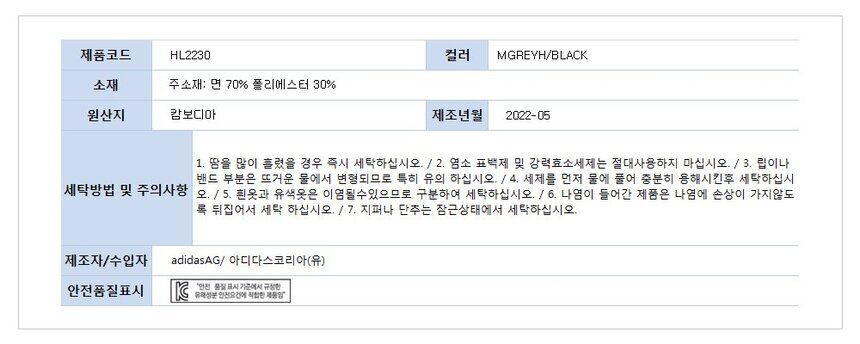 제품코드 HL2230 컬러 MGREYH/BLACK
소재 주소재: 면 70% 폴리에스터 30%
원산지 캄보디아 제조년월 2022-05
세탁방법 및 주의사항
1. 땀을 많이 흘렸을 경우 즉시 세탁하십시오. / 2. 염소 표백제 및 강력효소세제는 절대사용하지 마십시오. / 3. 립이나
밴드 부분은 뜨거운 물에서 변형되므로 특히 유의 하십시오. / 4. 세제를 먼저 물에 풀어 충분히 용해시킨후 세탁하십시
오. / 5. 흰옷과 유색옷은 이염될수있으므로 구분하여 세탁하십시오. / 6. 나염이 들어간 제품은 나염에 손상이 가지않도
록 뒤집어서 세탁 하십시오. / 7. 지퍼나 단추는 잠근상태에서 세탁하십시오.
제조자/수입자 adidasAG/ 아디다스코리아(유)
안전품질표시
"안전 품질 표시 기준에서 규정한
유해성분 안전요건에 적합한 제품임"